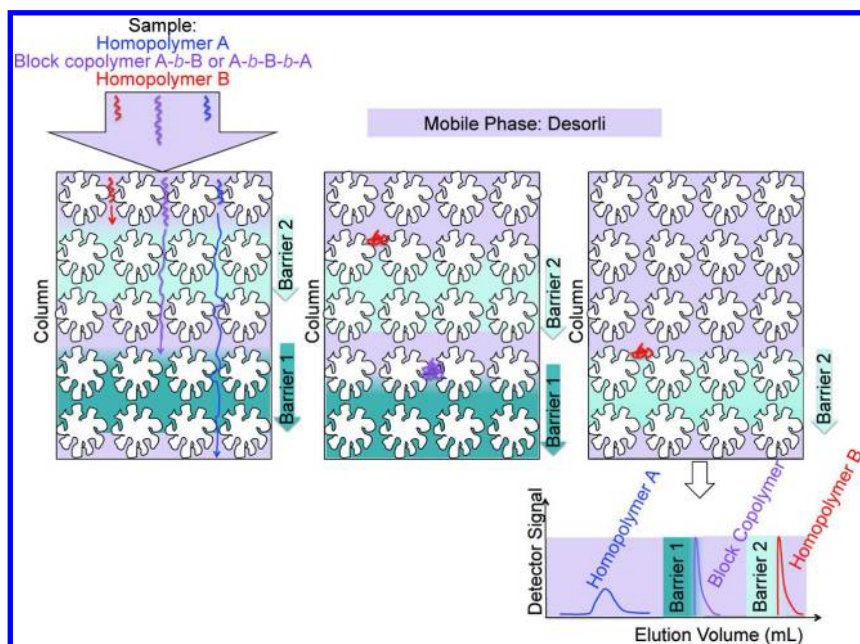 Sample:
Homopolymer A
Block copolymer A-b-B or A-b-B-b-A
Homopolymer B
Mobile Phase: Desorli
Column
Barrier 2
Barrier 1
Column
Barrier 2
Barrier 1
Column
Barrier 2
Detector Signal
Homopolymer A
Barrier 1
Block Copolymer
Barrier 2
Homopolymer B
Elution Volume (mL)